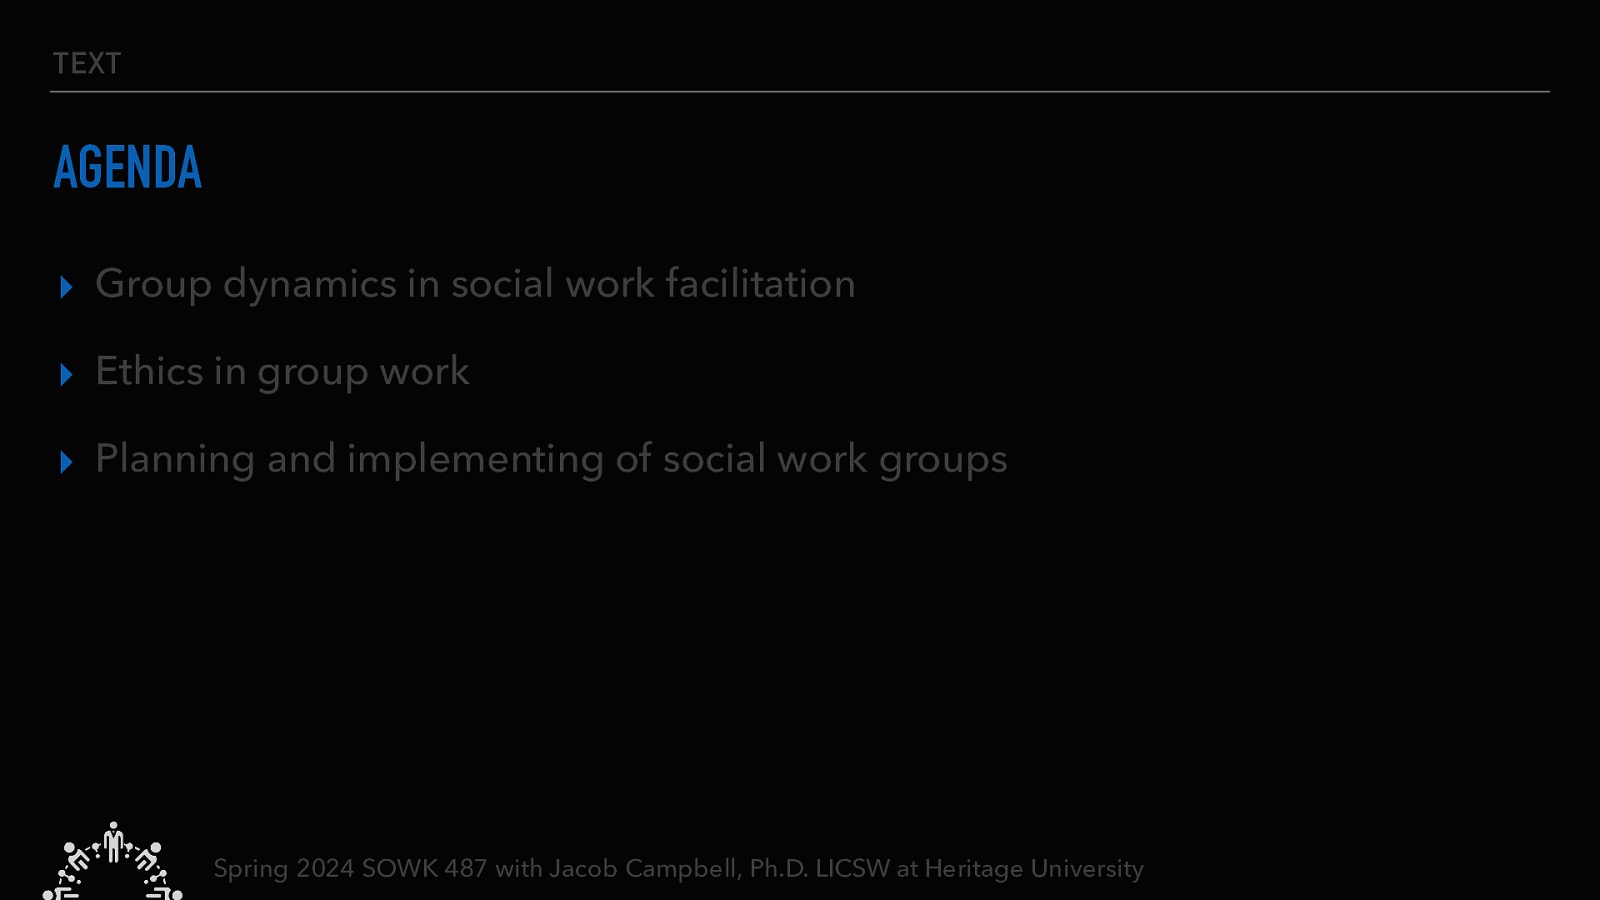 TEXT
AGENDA
Group dynamics in social work facilitation
Ethics in group work
Planning and implementing of social work groups
Spring 2024 SOWK 487 with Jacob Campbell, Ph.D. LICSW at Heritage University